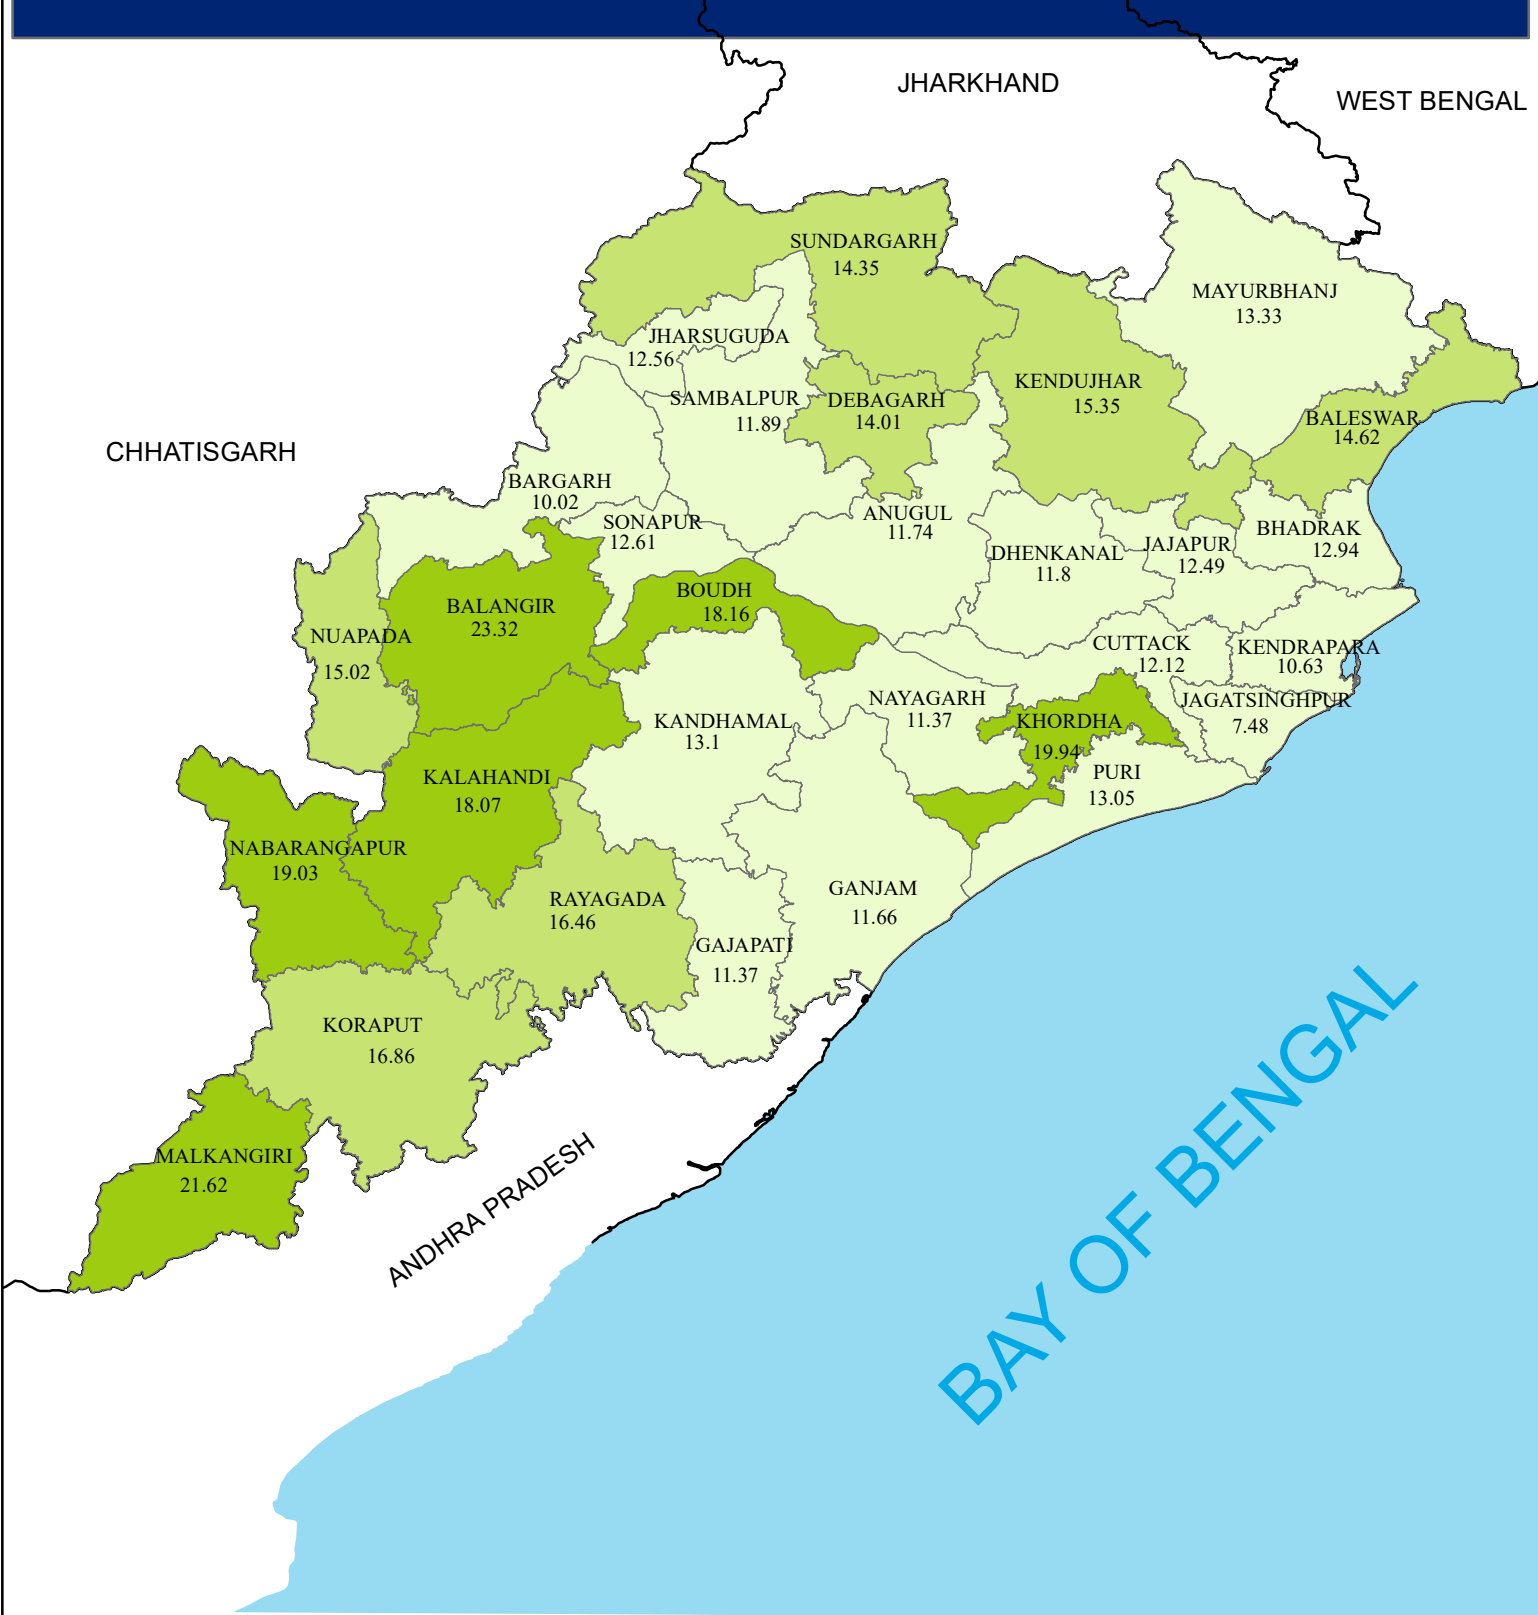 JHARKHAND
WEST BENGAL
SUNDARGARH
14.35
MAYURBHANJ
13.33
JHARSUGUDA
12.56
KENDUJHAR
15.35
SAMBALPUR
11.89
DEBAGARH
14.01
BALESWAR
14.62
CHHATISGARH
BARGARH
10.02
SONAPUR
12.61
ANUGUL
11.74
BHADRAK
12.94
DHENKANAL
11.8
JAJAPUR
12.49
BOUDH
18.16
BALANGIR
23.32
NUAPADA
15.02
CUTTACK
12.12
KENDRAPARA
10.63
NAYAGARH
11.37
JAGATSINGHPUR
7.48
KANDHAMAL
13.1
KHORDHA
19.94
PURI
13.05
KALAHANDI
18.07
NABARANGAPUR
19.03
RAYAGADA
16.46
GANJAM
11.66
GAJAPATI
11.37
KORAPUT
16.86
MALKANGIRI
21.62
ANDHRA PRADESH
BAY OF BENGAL